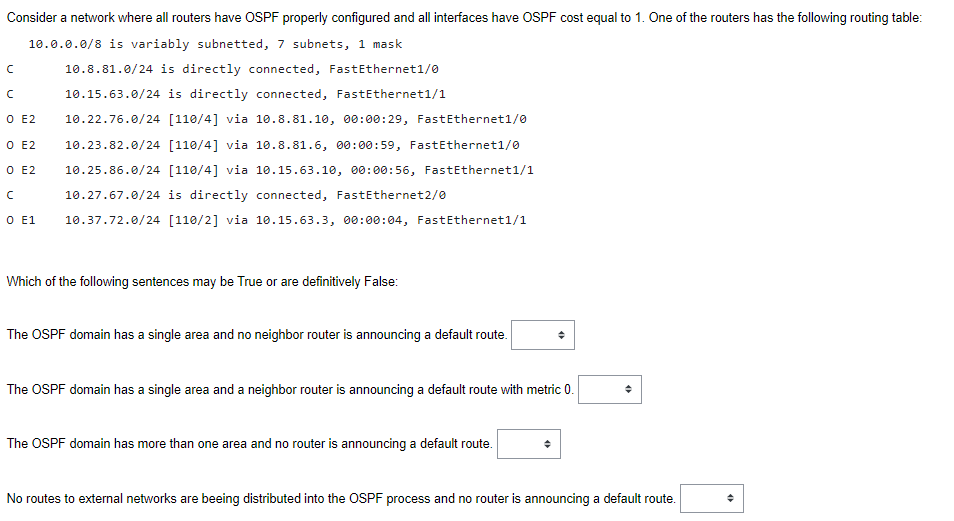 Consider a network where all routers have OSPF properly configured and all interfaces have OSPF cost equal to 1. One of the routers has the following routing table:
10.0.0.0/8 is variably subnetted, 7 subnets, 1 mask
C 10.8.81.0/24 is directly connected, FastEthernet1/0
C 10.15.63.0/24 is directly connected, FastEthernet1/1
O E2 10.22.76.0/24 [110/4] via 10.8.81.10, 00:00:29, FastEthernet1/0
O E2 10.23.82.0/24 [110/4] via 10.8.81.6, 00:00:59, FastEthernet1/0
O E2 10.25.86.0/24 [110/4] via 10.15.63.10, 00:00:56, FastEthernet1/1
C 10.27.67.0/24 is directly connected, FastEthernet2/0
O E1 10.37.72.0/24 [110/2] via 10.15.63.3, 00:00:04, FastEthernet1/1
Which of the following sentences may be True or are definitively False:
The OSPF domain has a single area and no neighbor router is announcing a default route.
The OSPF domain has a single area and a neighbor router is announcing a default route with metric 0.
The OSPF domain has more than one area and no router is announcing a default route.
No routes to external networks are beeing distributed into the OSPF process and no router is announcing a default route.